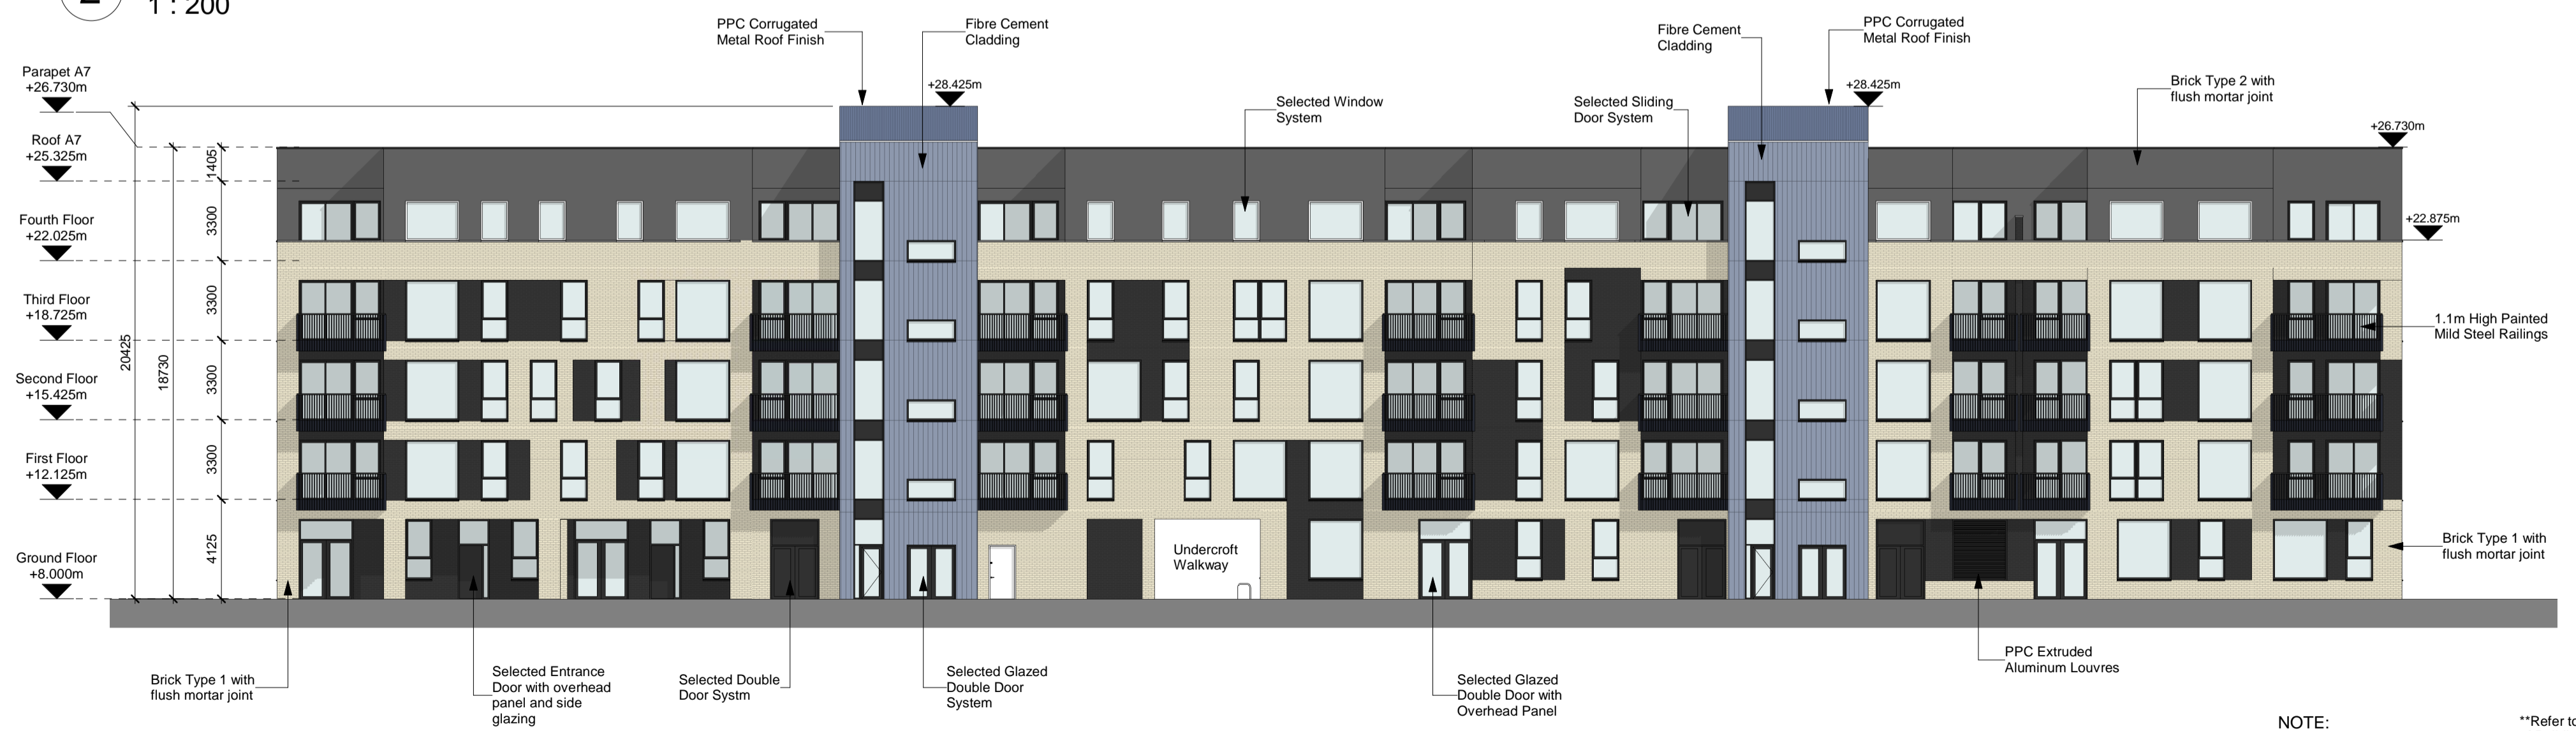 1 : 200
PPC Corrugated
Metal Roof Finish
Fibre Cement
Cladding
Fibre Cement
Cladding
PPC Corrugated
Metal Roof Finish
Parapet A7
+26.730m
+28.425m
+28.425m
Selected Window
System
Selected Sliding
Door System
Brick Type 2 with
flush mortar joint
+26.730m
Roof A7
+25.325m
1405
Fourth Floor
+22.025m
3300
+22.875m
Third Floor
+18.725m
3300
20425
18730
1.1m High Painted
Mild Steel Railings
Second Floor
+15.425m
3300
First Floor
+12.125m
3300
Ground Floor
+8.000m
4125
Undercroft
Walkway
Brick Type 1 with
flush mortar joint
Brick Type 1 with
flush mortar joint
Selected Entrance
Door with overhead
panel and side
glazing
Selected Double
Door Systm
Selected Glazed
Double Door
System
Selected Glazed
Double Door with
Overhead Panel
PPC Extruded
Aluminum Louvres
NOTE:
**Refer to